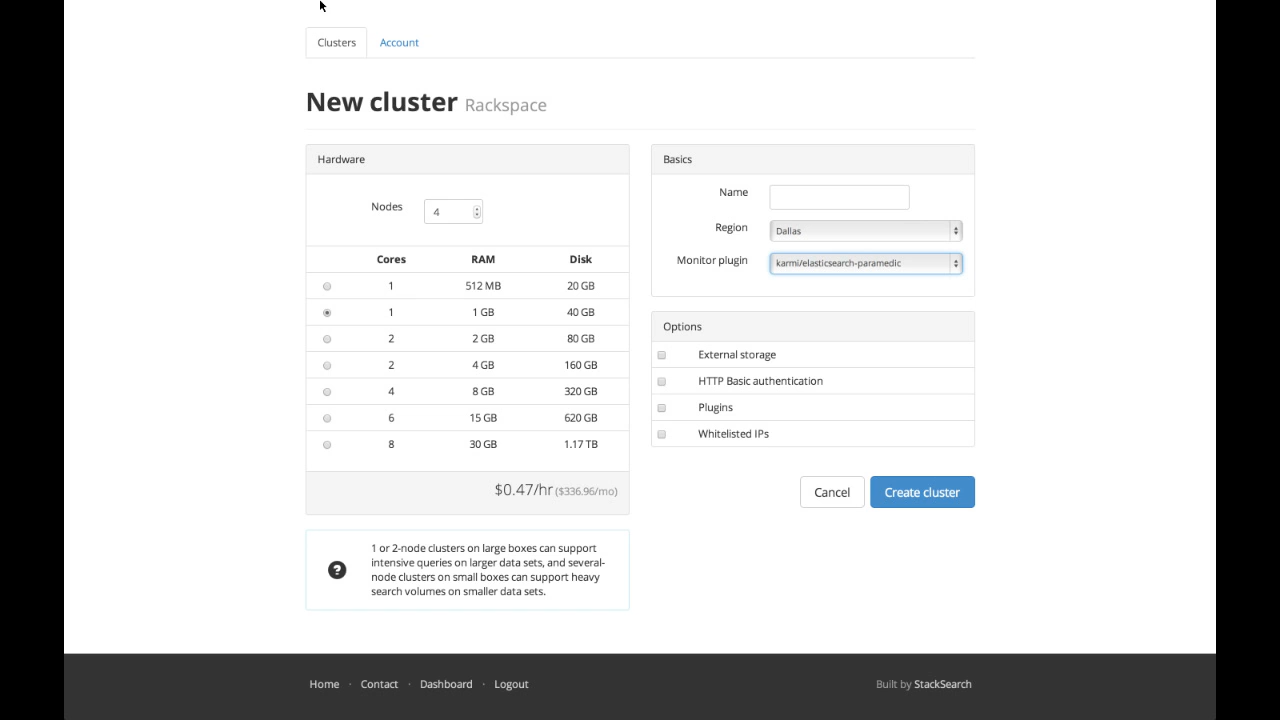 Clusters Account
New cluster Rackspace
Hardware
Nodes 4
Cores RAM Disk
1 512 MB 20 GB
1 1 GB 40 GB
2 2 GB 80 GB
2 4 GB 160 GB
4 8 GB 320 GB
6 15 GB 620 GB
8 30 GB 1.17 TB
$0.47/hr ($336.96/mo)
1 or 2-node clusters on large boxes can support
intensive queries on larger data sets, and several-
node clusters on small boxes can support heavy
search volumes on smaller data sets.
Basics
Name
Region Dallas
Monitor plugin karmi/elasticsearch-paramedic
Options
External storage
HTTP Basic authentication
Plugins
Whitelisted IPs
Cancel Create cluster
Home · Contact · Dashboard · Logout
Built by StackSearch